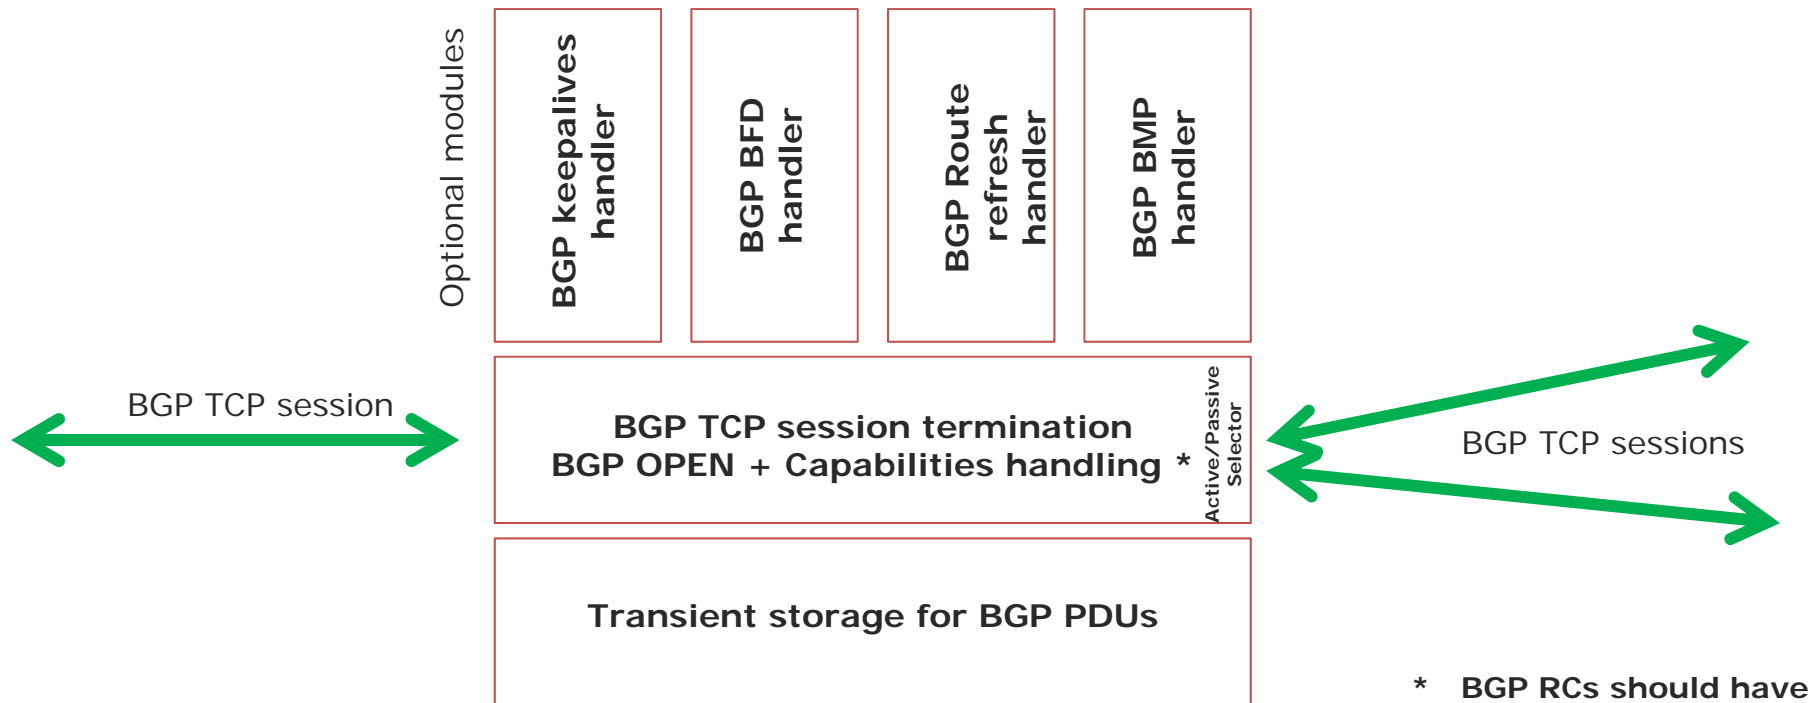 Optional modules
BGP keepalives
handler
BGP BFD
handler
BGP Route
refresh
handler
BGP BMP
handler
BGP TCP session
BGP TCP session termination
BGP OPEN + Capabilities handling *
Active/Passive
Selector
BGP TCP sessions
Transient storage for BGP PDUs
* BGP RCs should have